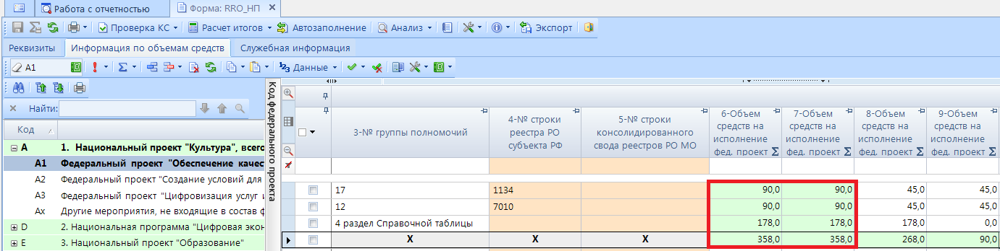 Работа с отчетностью Форма: RRO_НП
Проверка КС Расчет итогов Автозаполнение Анализ Экспорт
Реквизиты Информация по объемам средств Служебная информация
A1 Данные
Найти:
Код
A 1. Национальный проект "Культура", всего
A1 Федеральный проект "Обеспечение качес
A2 Федеральный проект "Создание условий для
A3 Федеральный проект "Цифровизация услуг и
Ax Другие мероприятия, не входящие в состав ф
D 2. Национальная программа "Цифровая экон
E 3. Национальный проект "Образование"
Код федерального проекта
3-№ группы полномочий
4-№ строки
реестра РО
субъекта РФ
5-№ строки
консолидированного
свода реестров РО МО
6-Объем
средств на
исполнение
фед. проект
7-Объем
средств на
исполнение
фед. проект
8-Объем
средств на
исполнение
фед. проект
9-Объем
средств на
исполнение
фед. проект
17 1134 90,0 90,0 45,0 45,0
12 7010 90,0 90,0 45,0 45,0
4 раздел Справочной таблицы 178,0 178,0 178,0 0,0
X X X 358,0 358,0 268,0 90,0